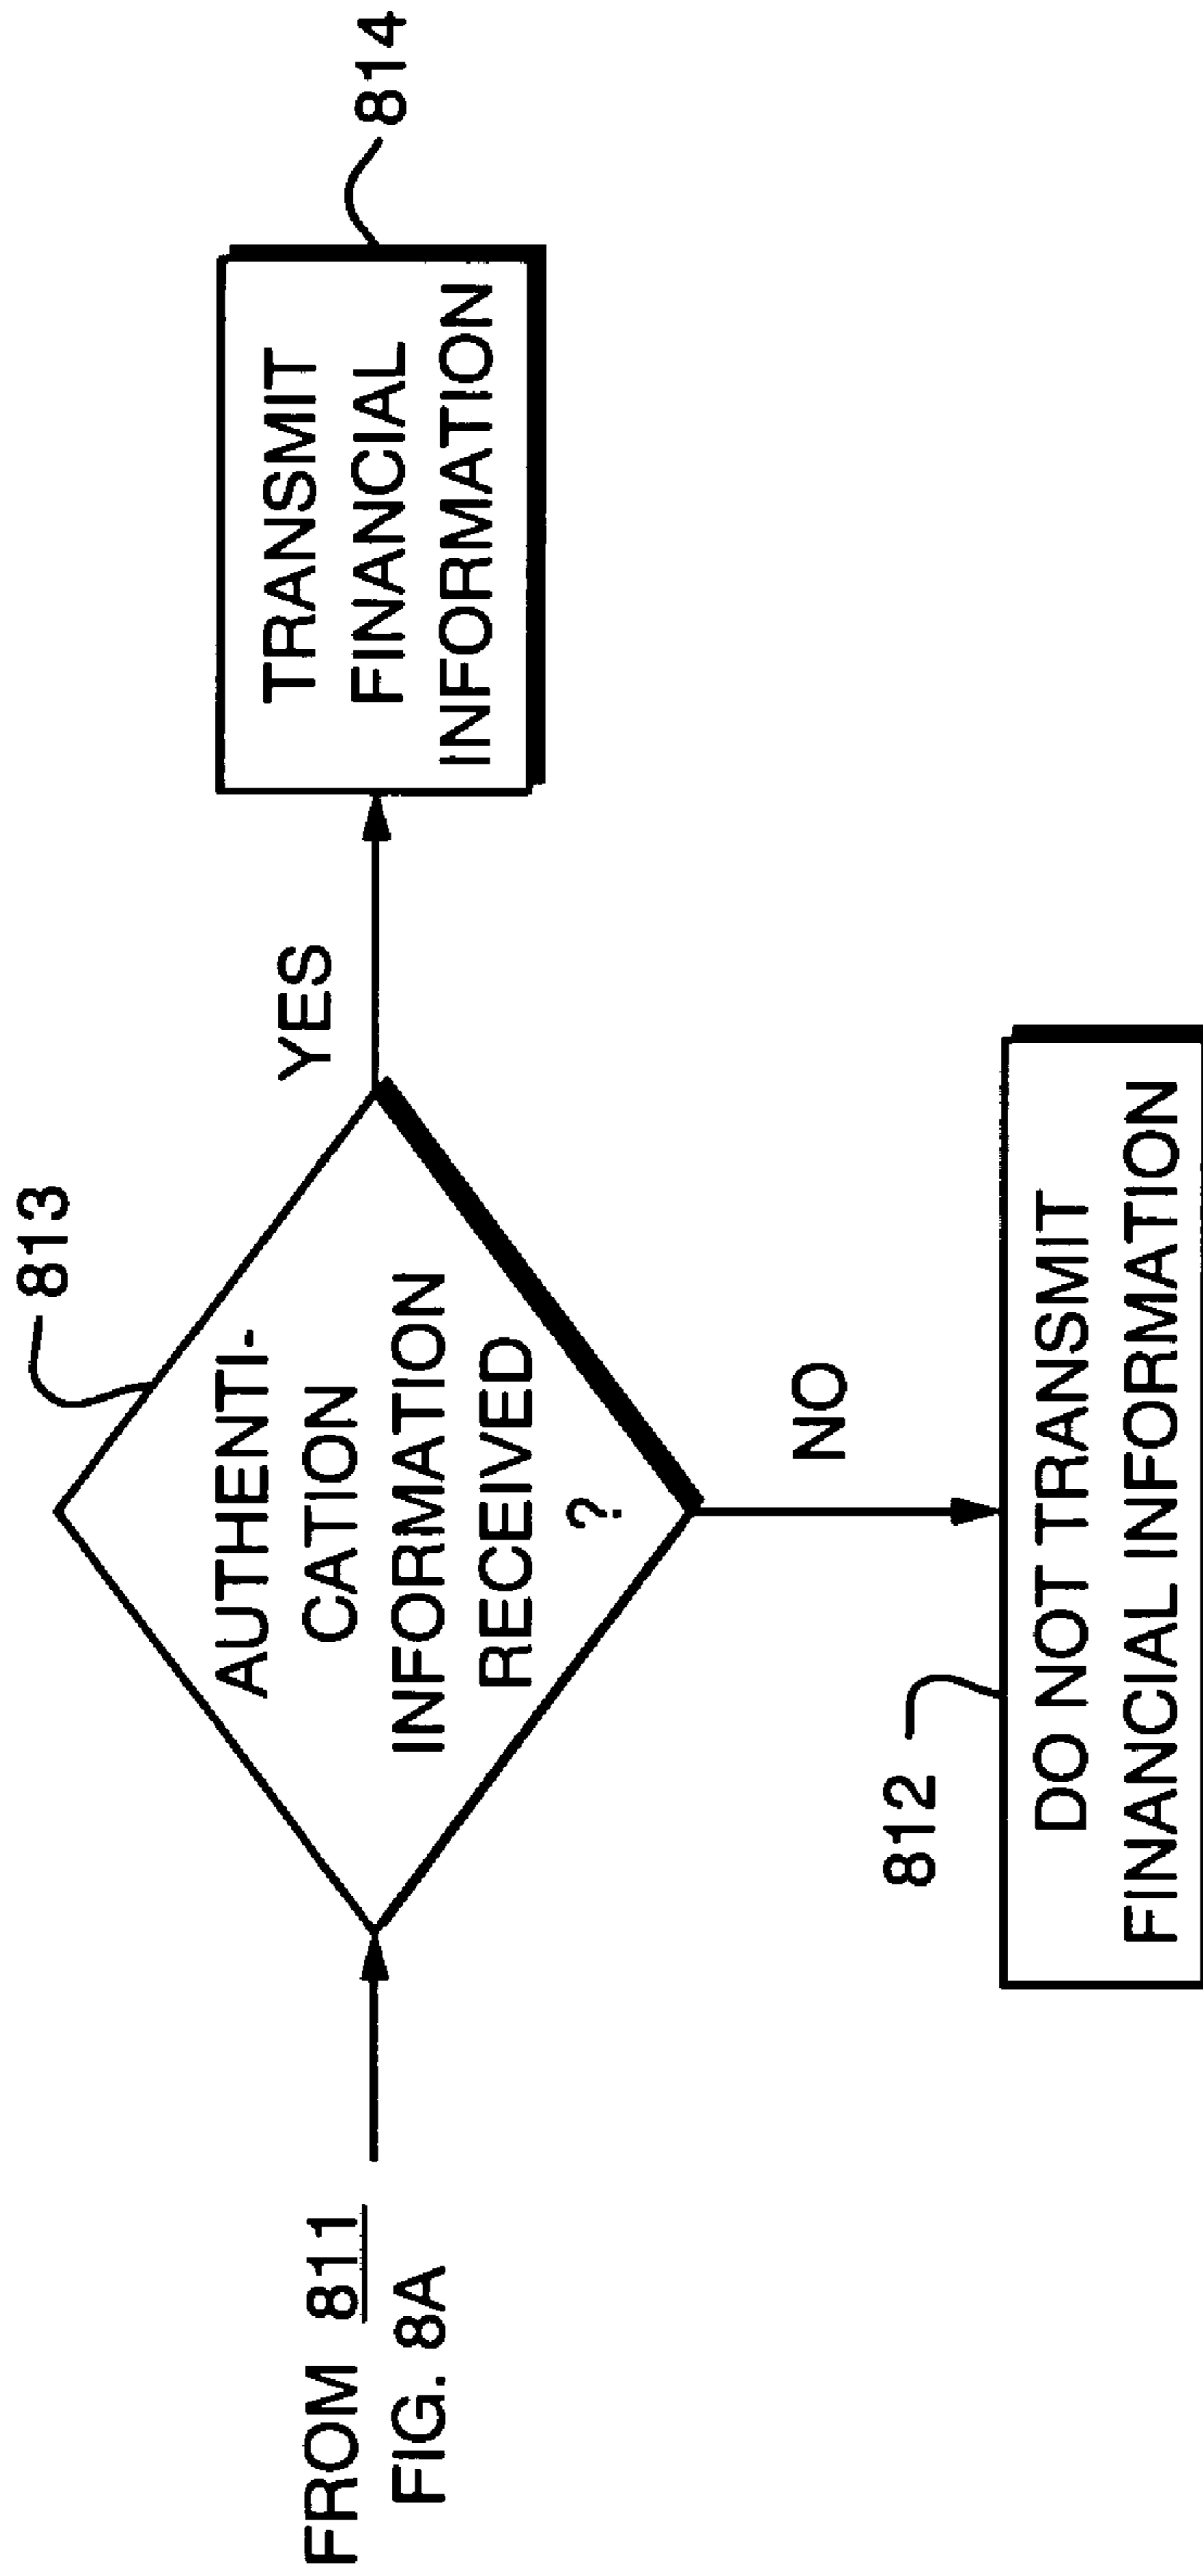 FROM 811
FIG. 8A
813
AUTHENTI-
CATION
INFORMATION
RECEIVED
?
YES
TRANSMIT
FINANCIAL
INFORMATION
814
NO
812
DO NOT TRANSMIT
FINANCIAL INFORMATION